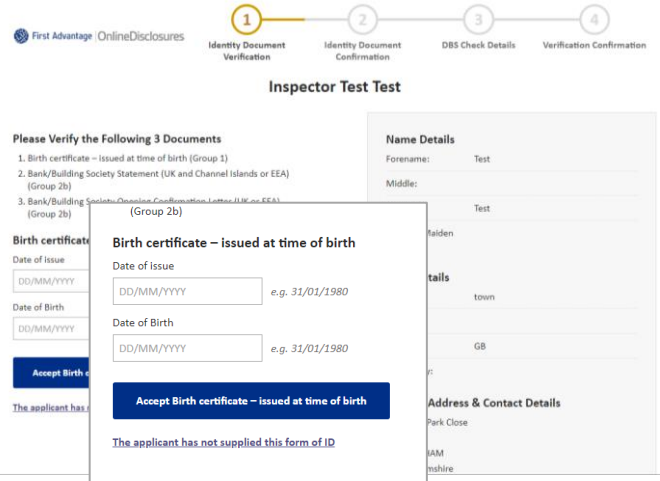 First Advantage | OnlineDisclosures
1
2
3
4
Identity Document
Verification
Identity Document
Confirmation
DBS Check Details
Verification Confirmation
Inspector Test Test
Please Verify the Following 3 Documents
1. Birth certificate – issued at time of birth (Group 1)
2. Bank/Building Society Statement (UK and Channel Islands or EEA)
(Group 2b)
3. Bank/Building Society Opening Confirmation Letter (UK or EEA)
(Group 2b)
Birth certificate
Date of Issue
DD/MM/YYYY
Date of Birth
DD/MM/YYYY
Accept Birth
The applicant has
(Group 2b)
Birth certificate – issued at time of birth
Date of Issue
DD/MM/YYYY e.g. 31/01/1980
Date of Birth
DD/MM/YYYY e.g. 31/01/1980
Accept Birth certificate – issued at time of birth
The applicant has not supplied this form of ID
Name Details
Forename: Test
Middle:
Test
Maiden
tails
town
GB
Address & Contact Details
Park Close